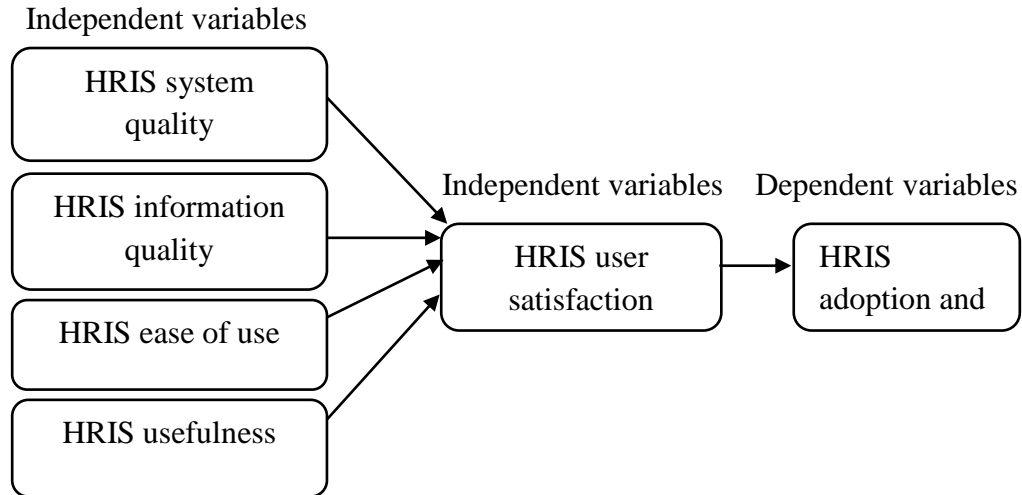 Independent variables
HRIS system
quality
HRIS information
quality
HRIS ease of use
HRIS usefulness
Independent variables
HRIS user
satisfaction
Dependent variables
HRIS
adoption and